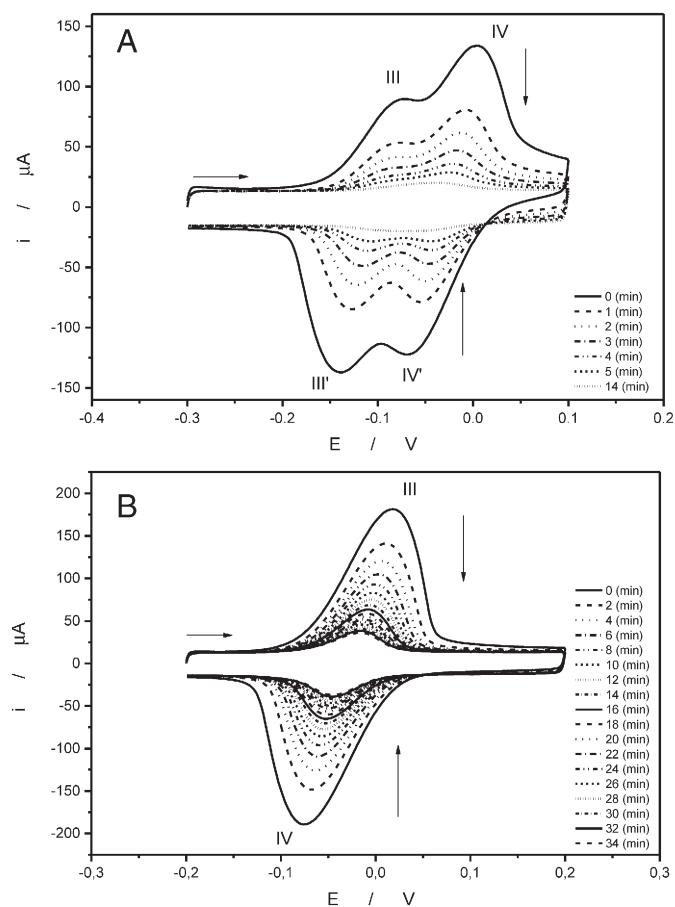 A
150
100
50
0
-50
-100
-150
i / µA
III
IV
III'
IV'
0 (min)
1 (min)
2 (min)
3 (min)
4 (min)
5 (min)
14 (min)
-0.4 -0.3 -0.2 -0.1 0.0 0.1 0.2
E / V
B
200
150
100
50
0
-50
-100
-150
-200
i / µA
III
IV
0 (min)
2 (min)
4 (min)
6 (min)
8 (min)
10 (min)
12 (min)
14 (min)
16 (min)
18 (min)
20 (min)
22 (min)
24 (min)
26 (min)
28 (min)
30 (min)
32 (min)
34 (min)
-0,3 -0,2 -0,1 0,0 0,1 0,2 0,3
E / V